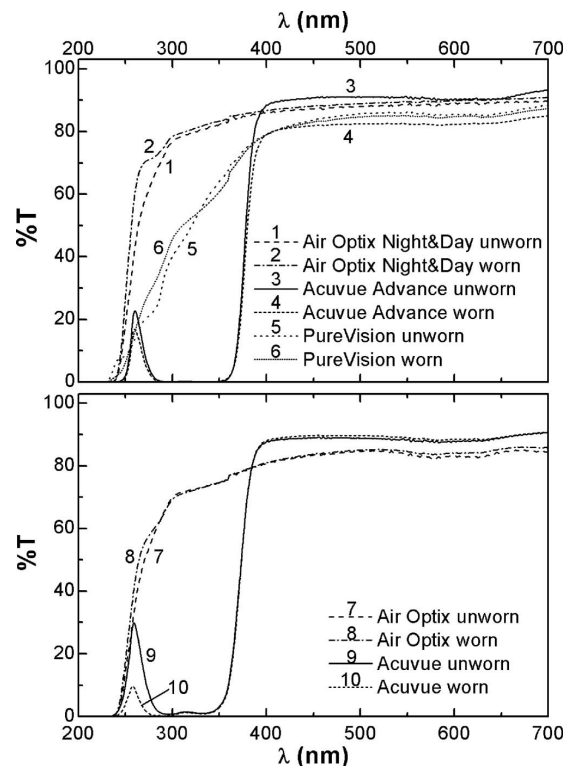 λ (nm)
200 300 400 500 600 700
100
80
60
40
20
0
%T
3
2
1
4
6
5
1 Air Optix Night&Day unworn
2 Air Optix Night&Day worn
3 Acuvue Advance unworn
4 Acuvue Advance worn
5 PureVision unworn
6 PureVision worn
100
80
60
40
20
0
%T
8
7
9
10
7 Air Optix unworn
8 Air Optix worn
9 Acuvue unworn
10 Acuvue worn
200 300 400 500 600 700
λ (nm)